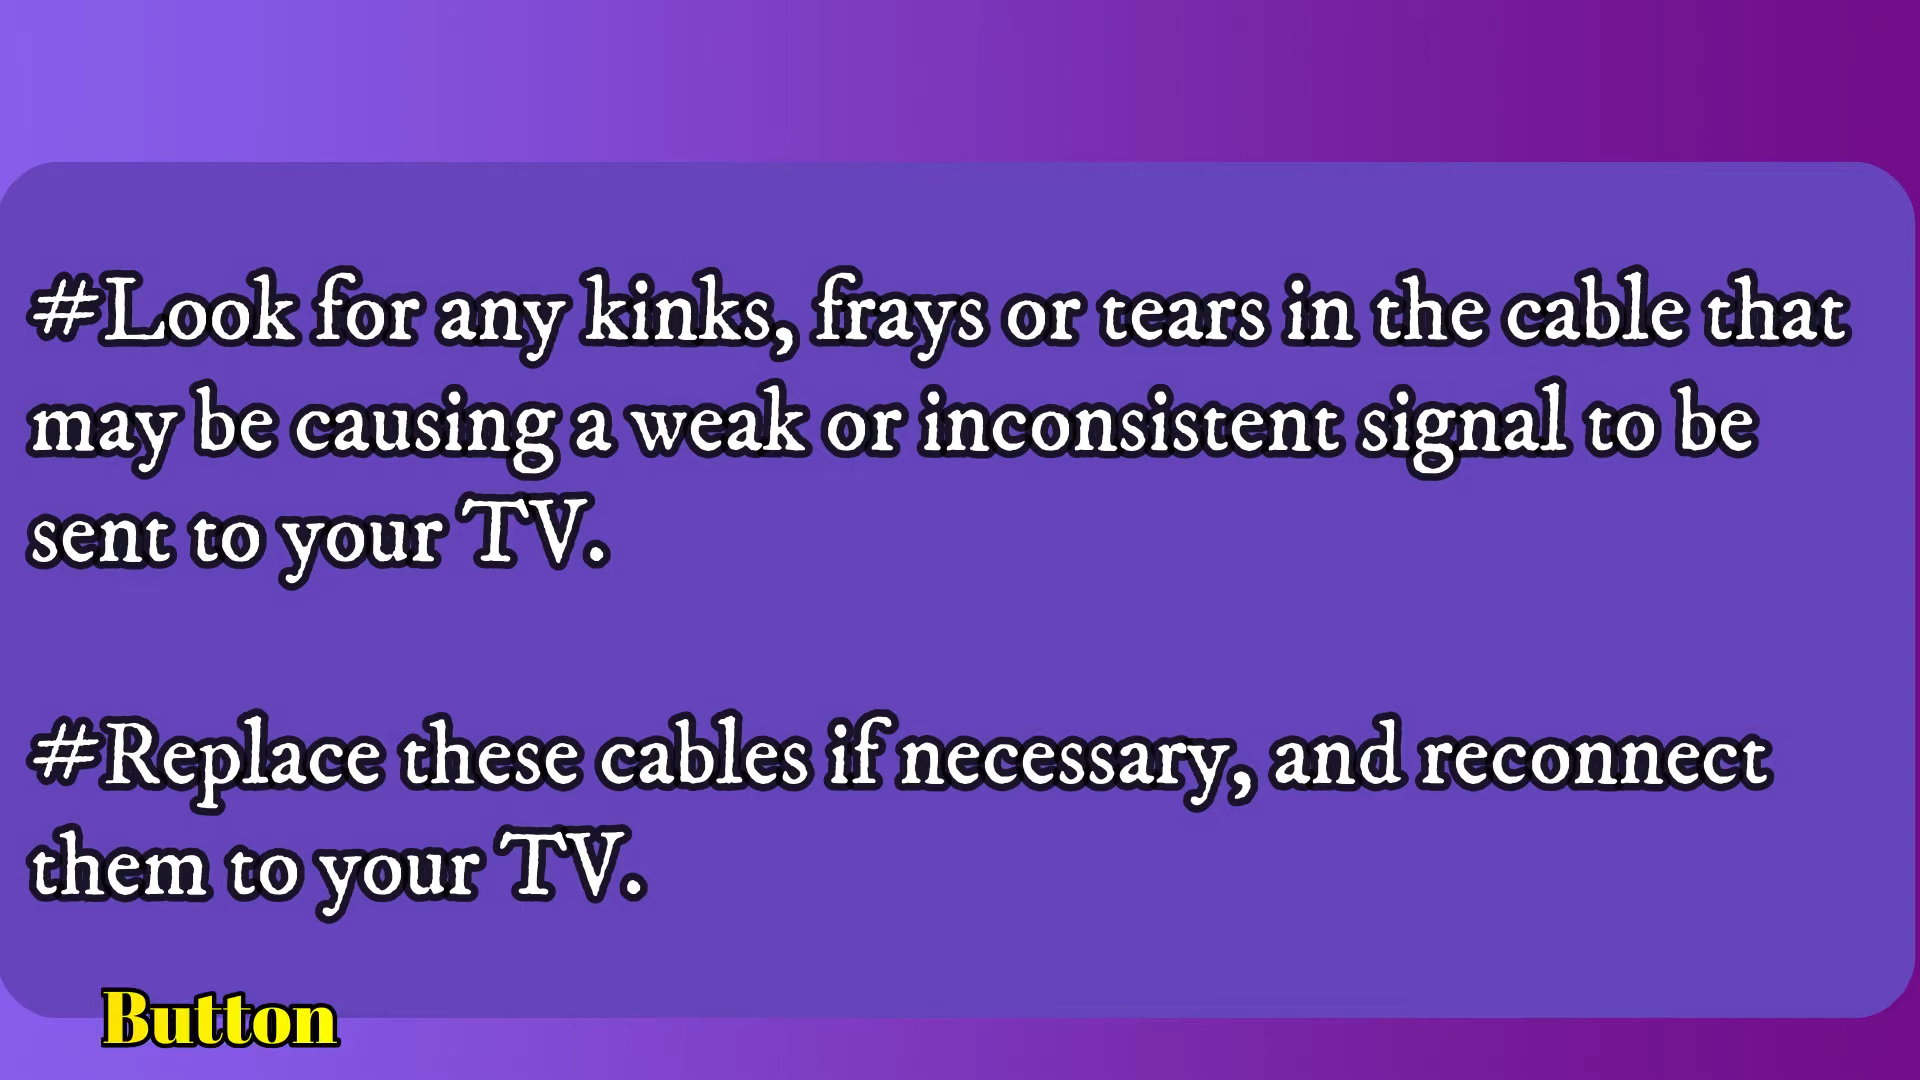 #Look for any kinks, frays or tears in the cable that
may be causing a weak or inconsistent signal to be
sent to your TV.
#Replace these cables if necessary, and reconnect
them to your TV.
Button